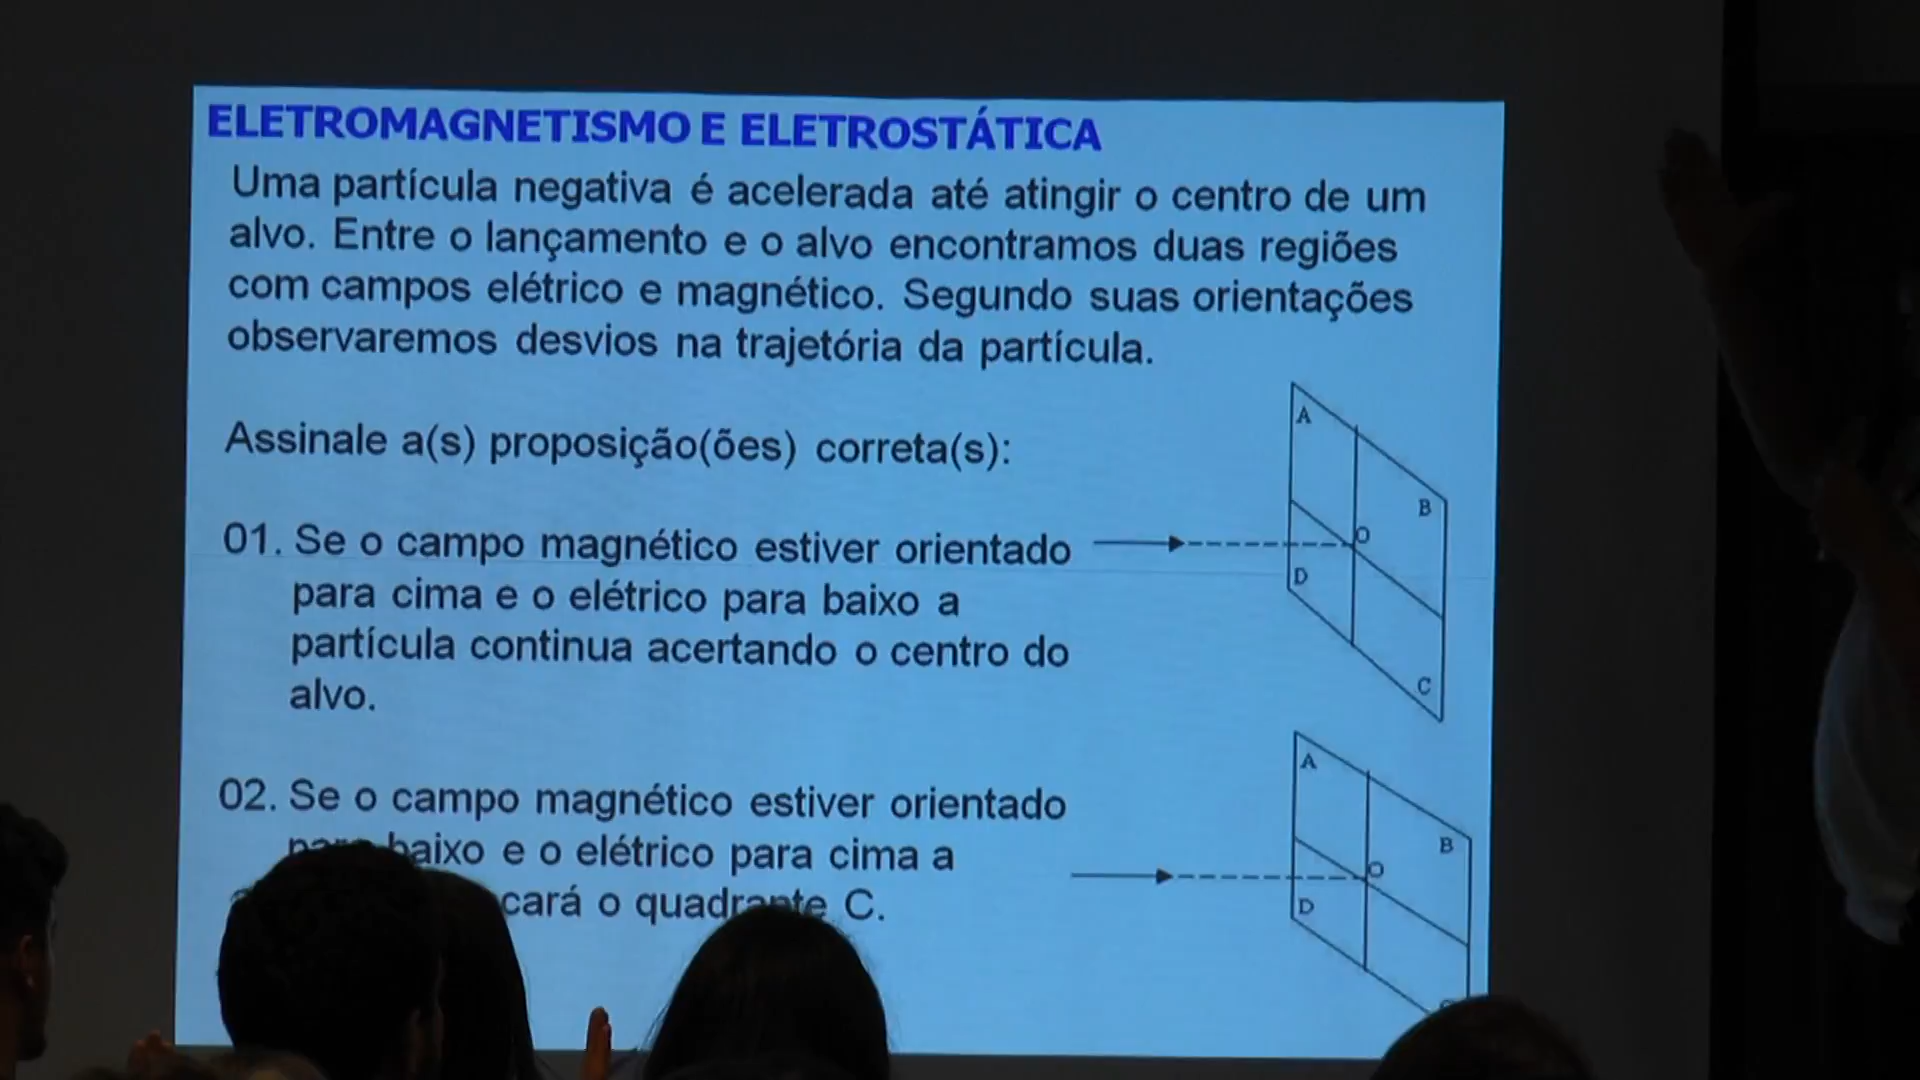 ELETROMAGNETISMO E ELETROSTÁTICA
Uma partícula negativa é acelerada até atingir o centro de um
alvo. Entre o lançamento e o alvo encontramos duas regiões
com campos elétrico e magnético. Segundo suas orientações
observaremos desvios na trajetória da partícula.
Assinale a(s) proposição(ões) correta(s):
01. Se o campo magnético estiver orientado
para cima e o elétrico para baixo a
partícula continua acertando o centro do
alvo.
A
B
O
D
C
02. Se o campo magnético estiver orientado
para baixo e o elétrico para cima a
cará o quadrante C.
A
B
O
D